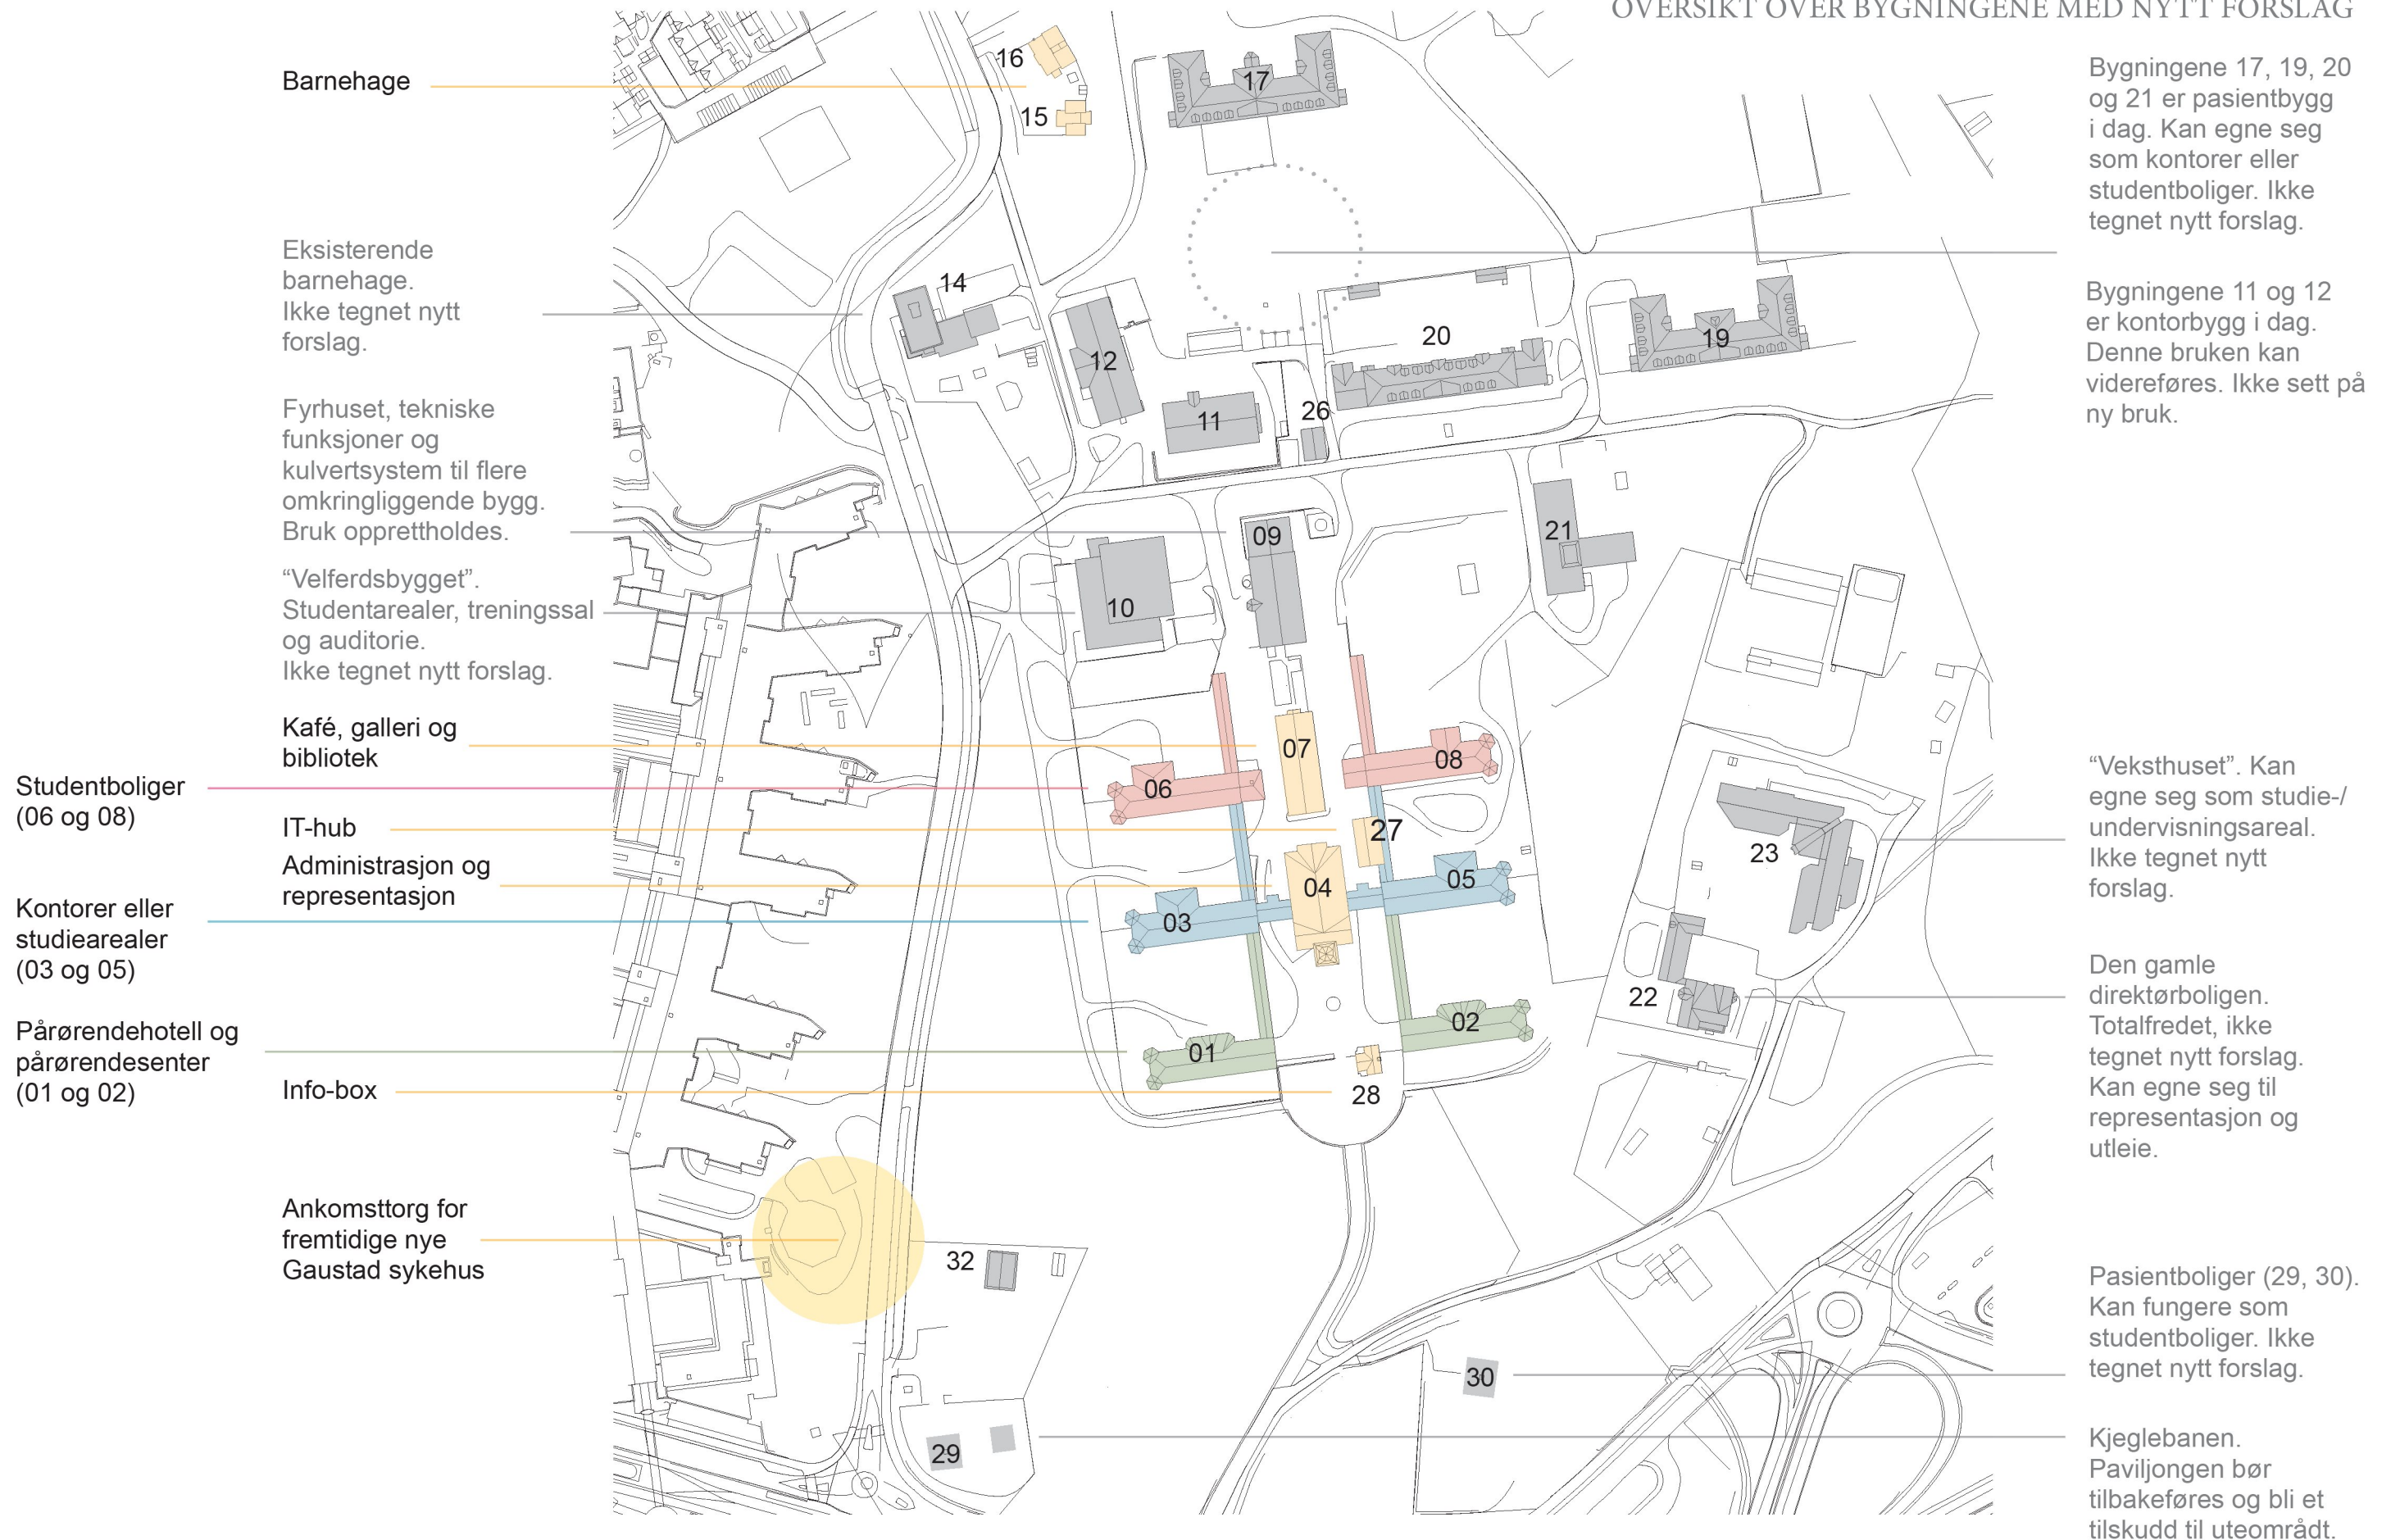 OVERSIKT OVER BYGNINGENE MED NYTT FORSLAG
Barnehage
Eksisterende
barnehage.
Ikke tegnet nytt
forslag.
Fyrhuset, tekniske
funksjoner og
kulvertsystem til flere
omkringliggende bygg.
Bruk opprettholdes.
“Velferdsbygget”.
Studentarealer, treningssal
og auditorie.
Ikke tegnet nytt forslag.
Kafé, galleri og
bibliotek
Studentboliger
(06 og 08)
IT-hub
Administrasjon og
representasjon
Kontorer eller
studiearealer
(03 og 05)
Pårørendehotell og
pårørendesenter
(01 og 02)
Info-box
Ankomsttorg for
fremtidige nye
Gaustad sykehus
16
17
15
14
20
19
12
11
26
09
21
10
07
08
06
27
23
05
04
03
22
02
01
28
32
30
29
Bygningene 17, 19, 20
og 21 er pasientbygg
i dag. Kan egne seg
som kontorer eller
studentboliger. Ikke
tegnet nytt forslag.
Bygningene 11 og 12
er kontorbygg i dag.
Denne bruken kan
videreføres. Ikke sett på
ny bruk.
“Veksthuset”. Kan
egne seg som studie-/
undervisningsareal.
Ikke tegnet nytt
forslag.
Den gamle
direktørboligen.
Totalfredet, ikke
tegnet nytt forslag.
Kan egne seg til
representasjon og
utleie.
Pasientboliger (29, 30).
Kan fungere som
studentboliger. Ikke
tegnet nytt forslag.
Kjeglebanen.
Paviljongen bør
tilbakeføres og bli et
tilskudd til uteområdt.